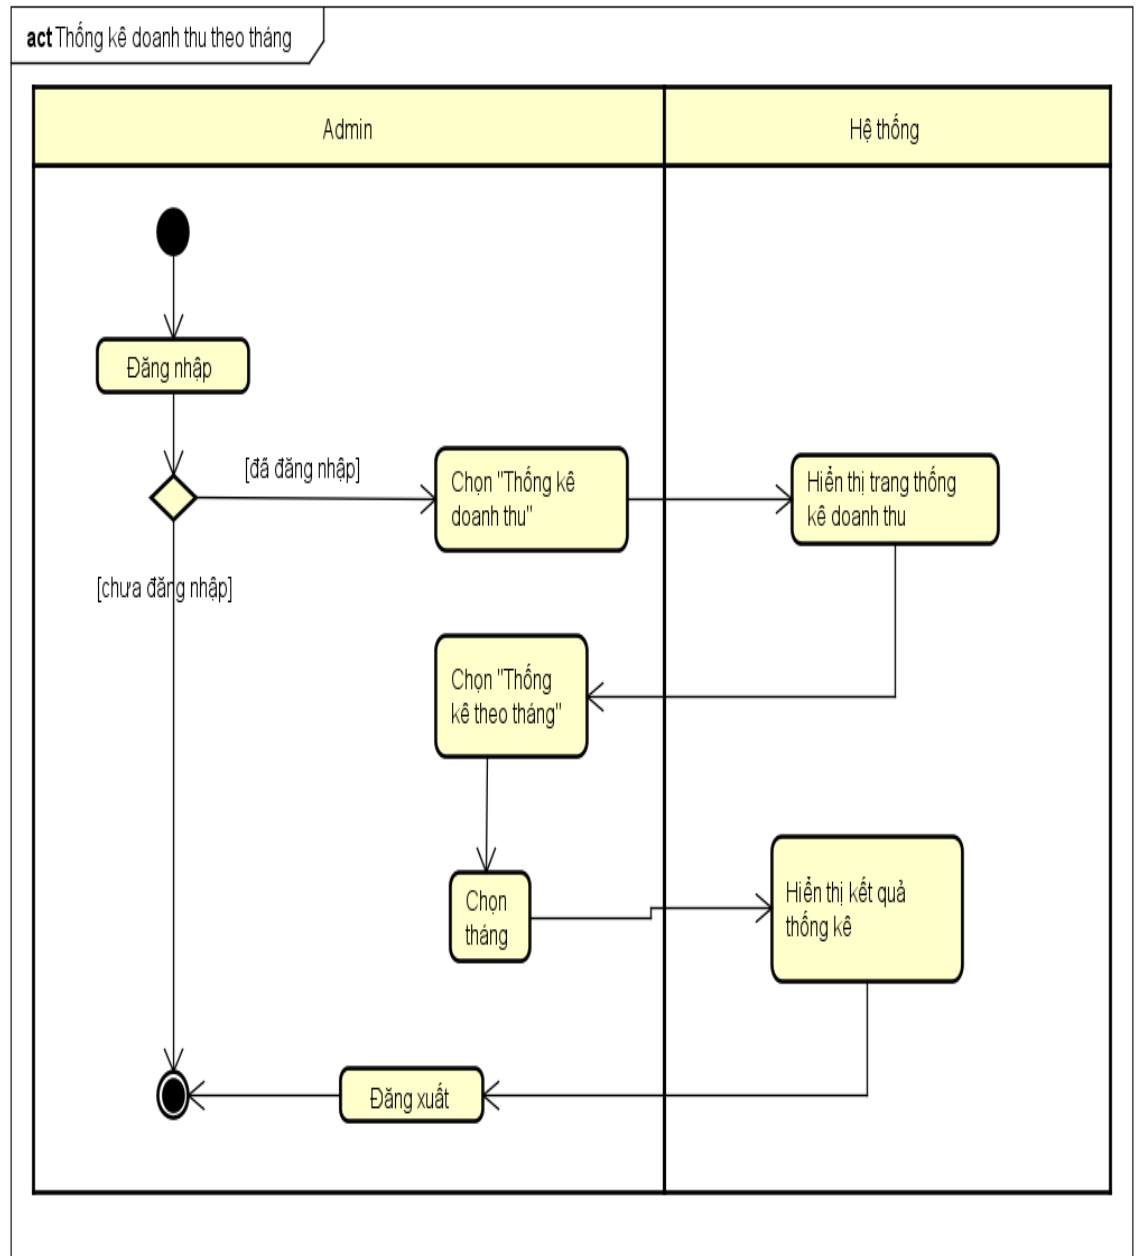 act Thống kê doanh thu theo tháng
Admin
Hệ thống
Đăng nhập
[đã đăng nhập]
Chọn "Thống kê
doanh thu"
Hiển thị trang thống
kê doanh thu
[chưa đăng nhập]
Chọn "Thống
kê theo tháng"
Chọn
tháng
Hiển thị kết quả
thống kê
Đăng xuất